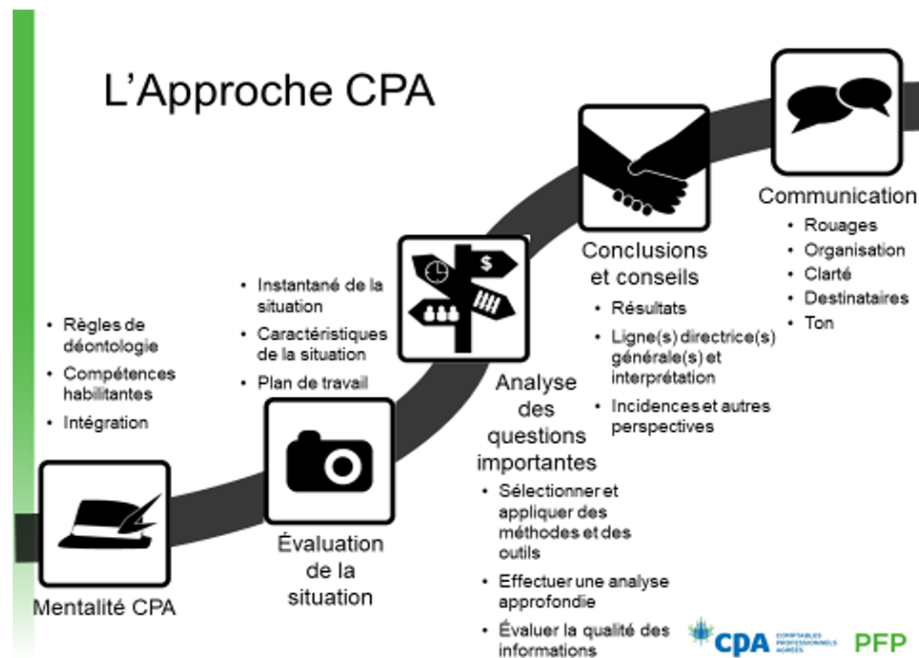 L'Approche CPA
• Règles de
déontologie
• Compétences
habilitantes
• Intégration
Mentalité CPA
• Instantané de la
situation
• Caractéristiques
de la situation
• Plan de travail
Évaluation
de la
situation
$
Analyse
des
questions
importantes
• Sélectionner et
appliquer des
méthodes et des
outils
• Effectuer une analyse
approfondie
• Évaluer la qualité des
informations
Conclusions
et conseils
• Résultats
• Ligne(s) directrice(s)
générale(s) et
interprétation
• Incidences et autres
perspectives
Communication
• Rouages
• Organisation
• Clarté
• Destinataires
• Ton
CPA
COMPTABLES
PROFESSIONNELS
AGRÉÉS
PFP